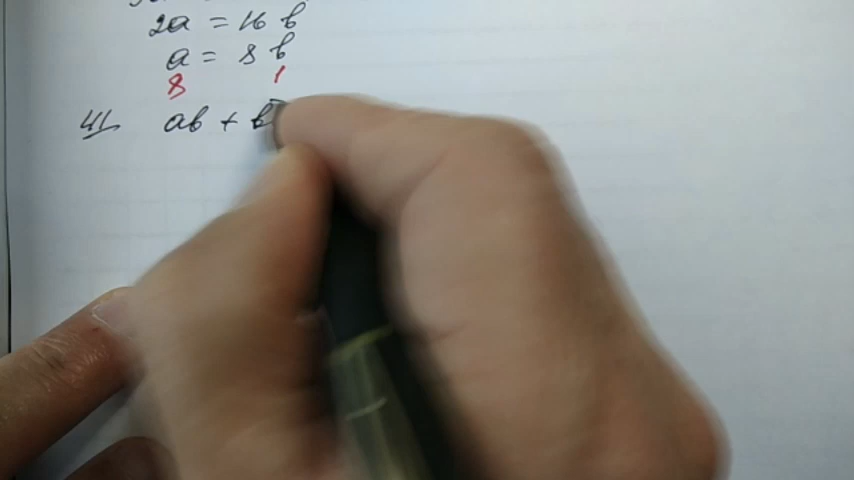 2a = 16 b
a = 8 b
8 1
41. ab + b